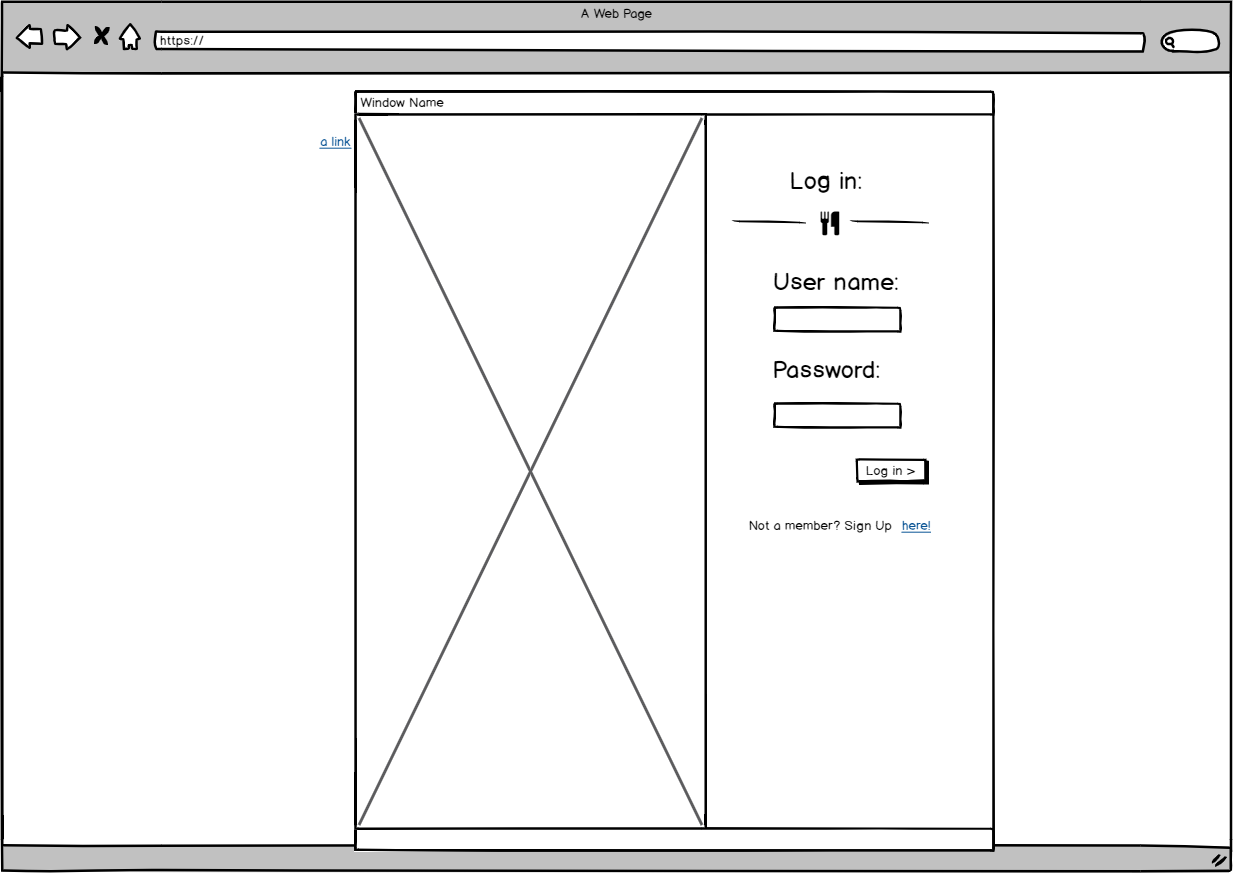 A Web Page
https://
Window Name
a link
Log in:
User name:
Password:
Log in >
Not a member? Sign Up here!